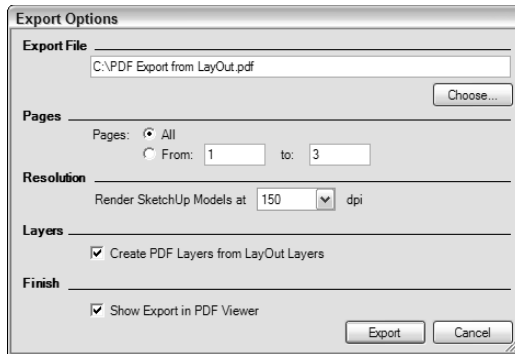 Export Options
Export File
C:\PDF Export from LayOut.pdf
Choose...
Pages
Pages: All
From: 1 to: 3
Resolution
Render SketchUp Models at 150 dpi
Layers
Create PDF Layers from LayOut Layers
Finish
Show Export in PDF Viewer
Export Cancel